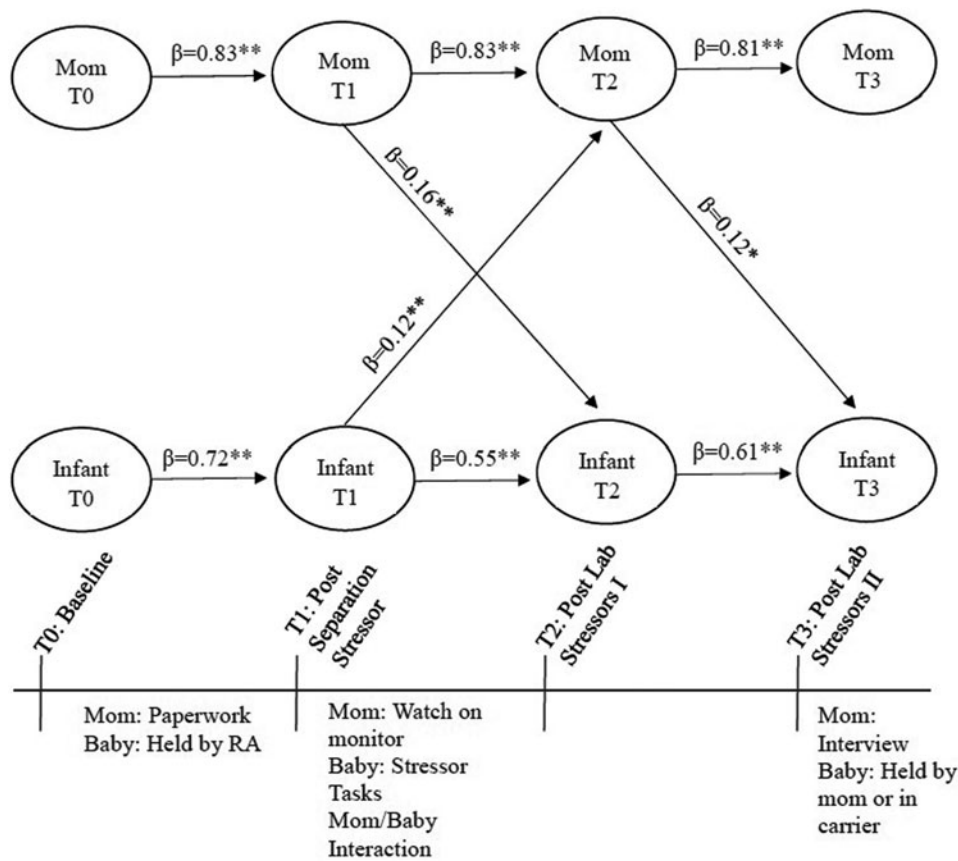 β=0.83**
β=0.83**
β=0.81**
Mom
T0
Mom
T1
Mom
T2
Mom
T3
β=0.16**
β=0.12*
β=0.12**
β=0.72**
β=0.55**
β=0.61**
Infant
T0
Infant
T1
Infant
T2
Infant
T3
T0: Baseline
T1: Post
Separation
Stressor
T2: Post Lab
Stressors I
T3: Post Lab
Stressors II
Mom: Paperwork
Baby: Held by RA
Mom: Watch on
monitor
Baby: Stressor
Tasks
Mom/Baby
Interaction
Mom:
Interview
Baby: Held by
mom or in
carrier